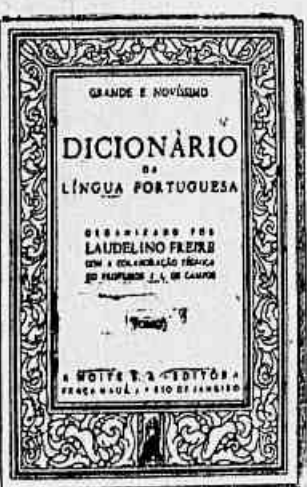 GRANDE E NOVÍSSIMO
DICIONÀRIO
DA
LÍNGUA PORTUGUESA
ORGANIZADO POR
LAUDELINO FREIRE
COM A COLABORAÇÃO TÉCNICA
DO PROFESSOR J. L. DE CAMPOS
A NOITE S. A. EDITÔRA
PRAÇA MAUÁ, 7 RIO DE JANEIRO